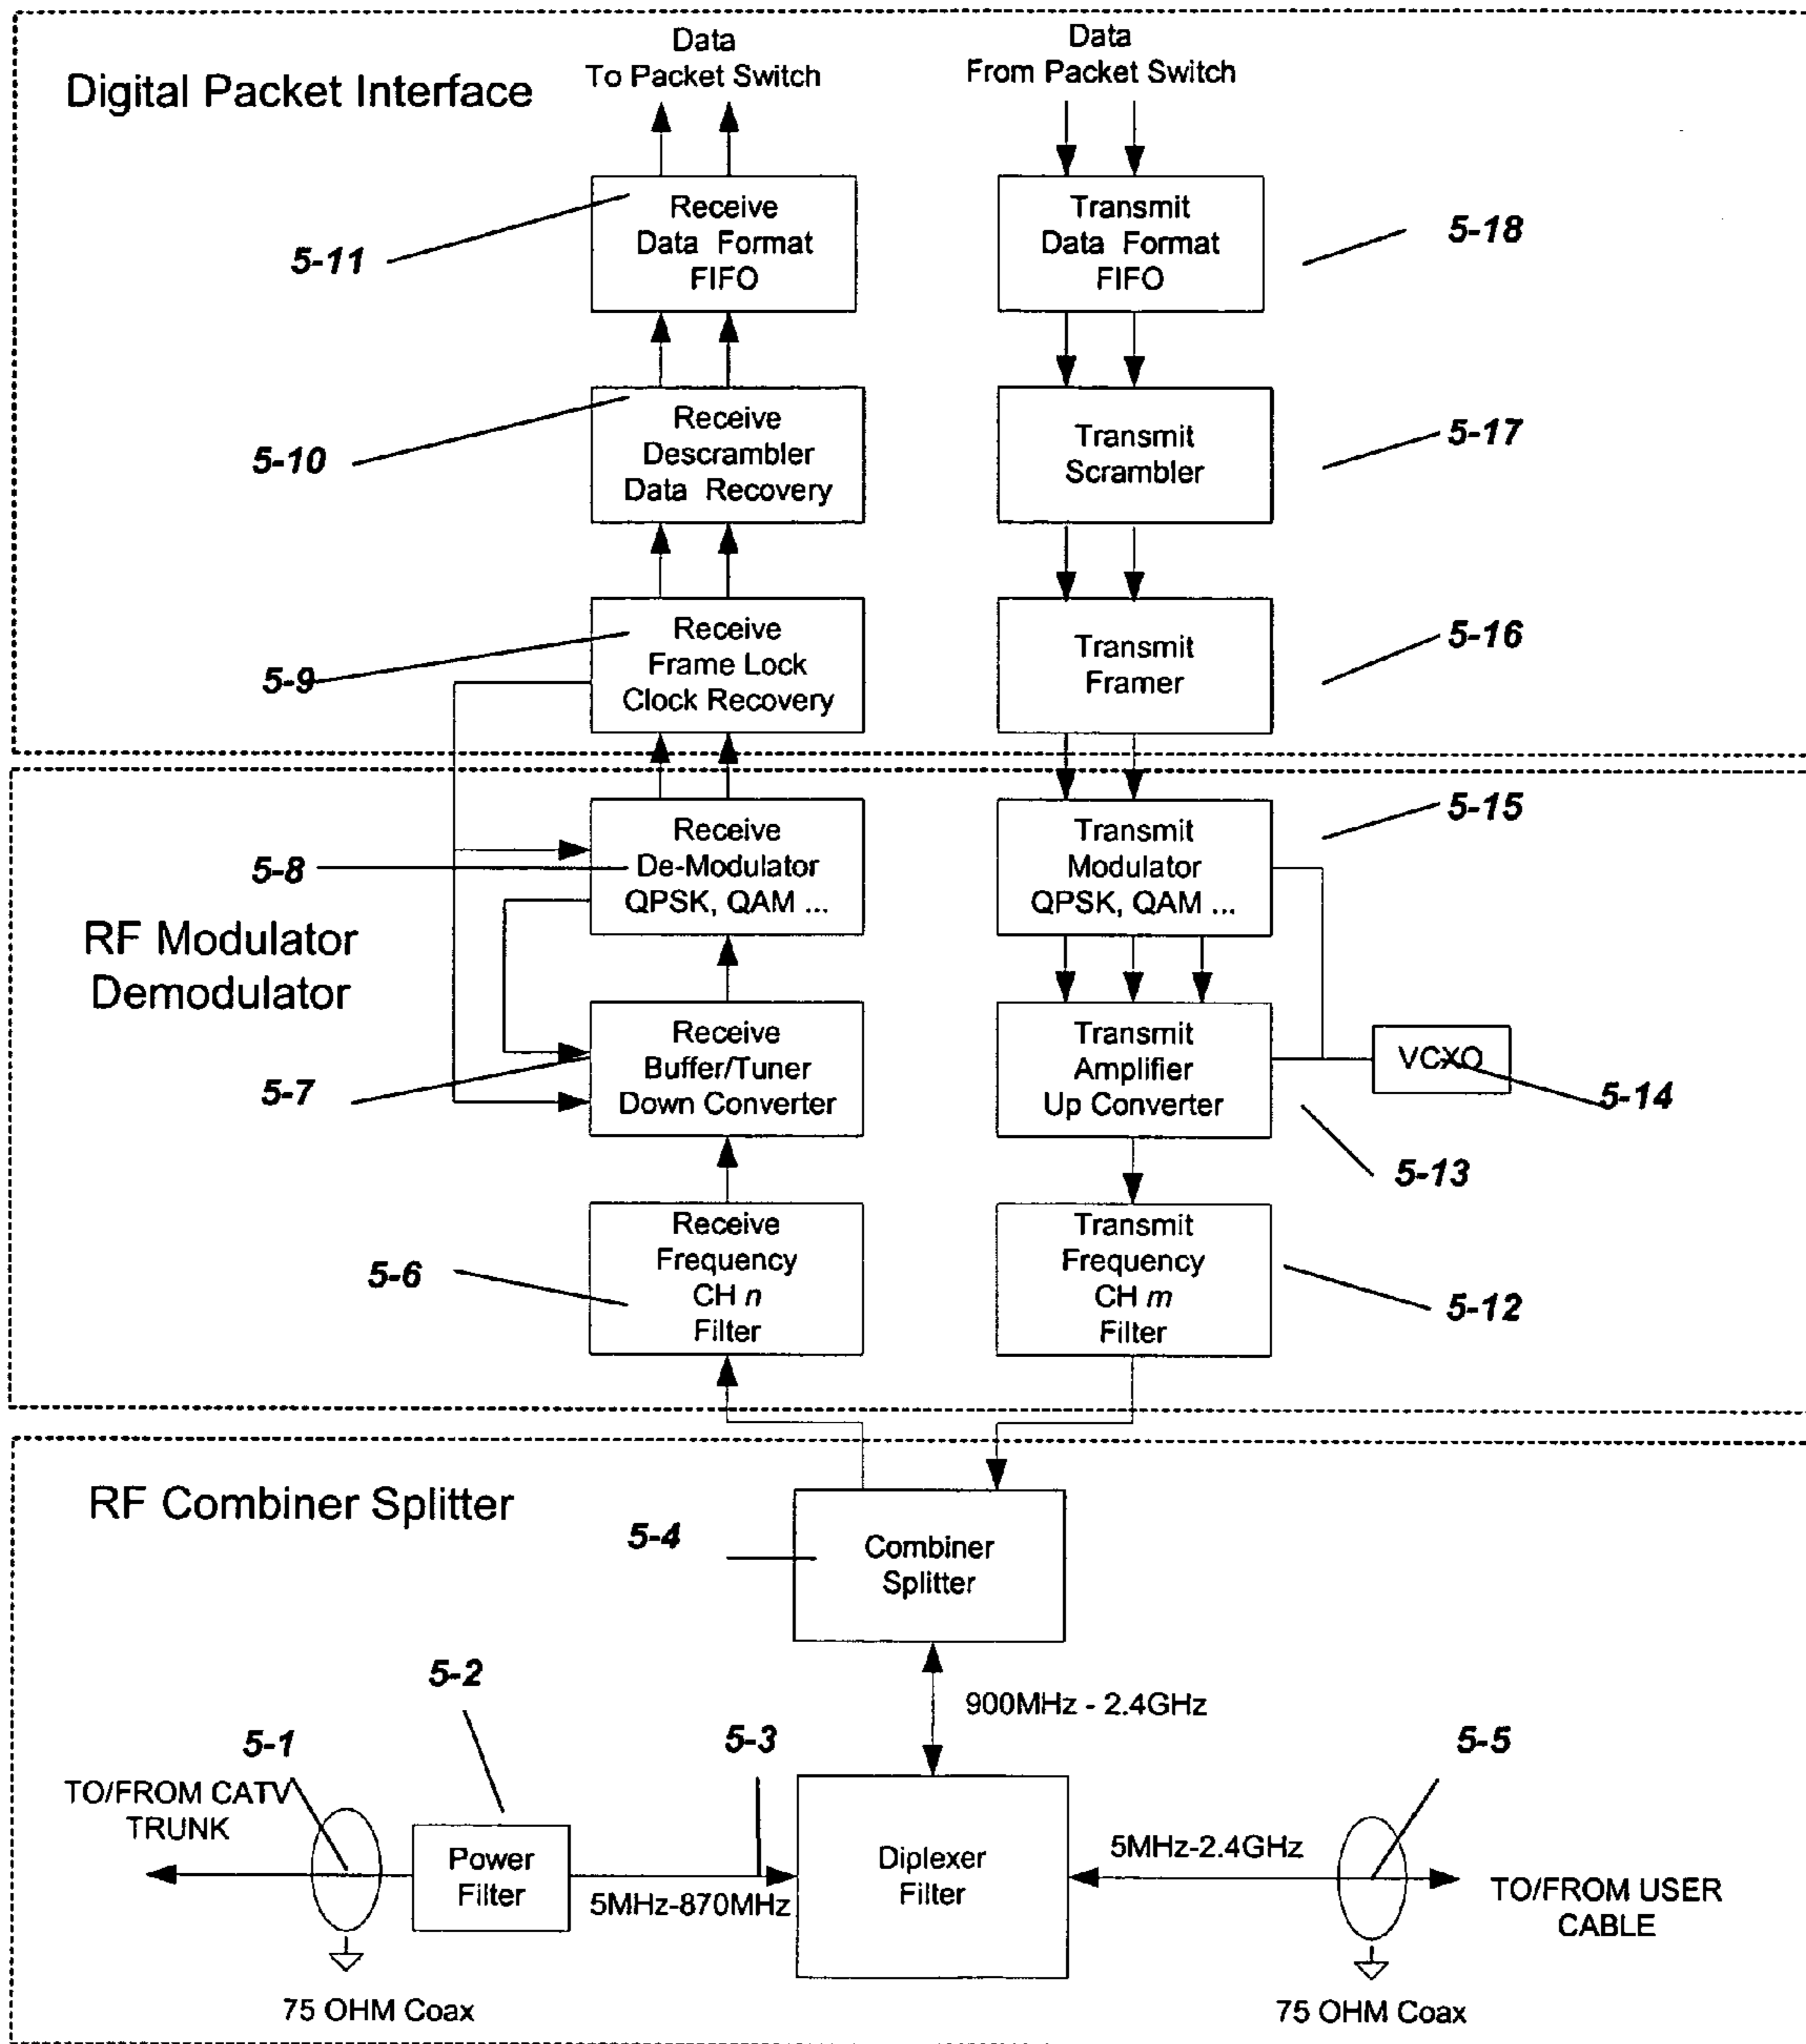 Digital Packet Interface
Data
To Packet Switch
Data
From Packet Switch
Receive
Data Format
FIFO
5-11
Transmit
Data Format
FIFO
5-18
Receive
Descrambler
Data Recovery
5-10
Transmit
Scrambler
5-17
Receive
Frame Lock
Clock Recovery
5-9
Transmit
Framer
5-16
RF Modulator
Demodulator
Receive
De-Modulator
QPSK, QAM ...
5-8
Transmit
Modulator
QPSK, QAM ...
5-15
Receive
Buffer/Tuner
Down Converter
5-7
Transmit
Amplifier
Up Converter
5-13
VCXO
5-14
Receive
Frequency
CH n
Filter
5-6
Transmit
Frequency
CH m
Filter
5-12
RF Combiner Splitter
5-4
Combiner
Splitter
900MHz - 2.4GHz
5-1
TO/FROM CATV
TRUNK
75 OHM Coax
5-2
Power
Filter
5-3
5MHz-870MHz
Diplexer
Filter
5MHz-2.4GHz
5-5
TO/FROM USER
CABLE
75 OHM Coax